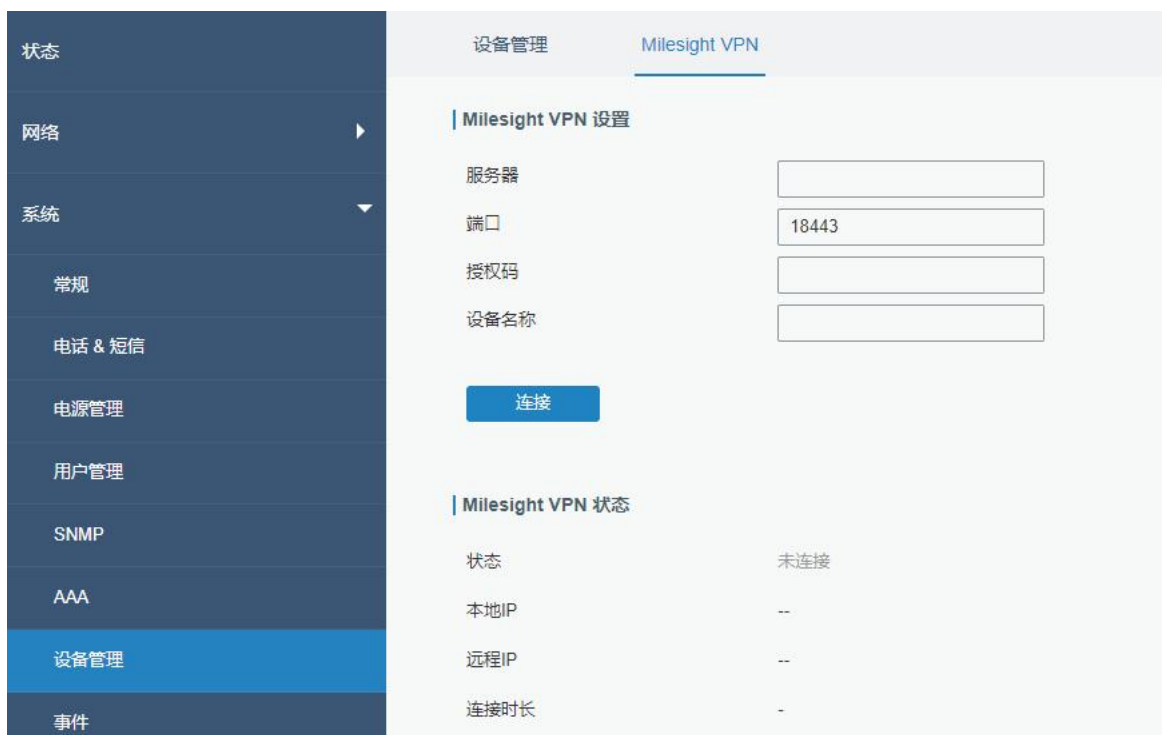 状态
网络
系统
常规
电话 & 短信
电源管理
用户管理
SNMP
AAA
设备管理
事件
设备管理 Milesight VPN
Milesight VPN 设置
服务器
端口 18443
授权码
设备名称
连接
Milesight VPN 状态
状态 未连接
本地IP --
远程IP --
连接时长 -